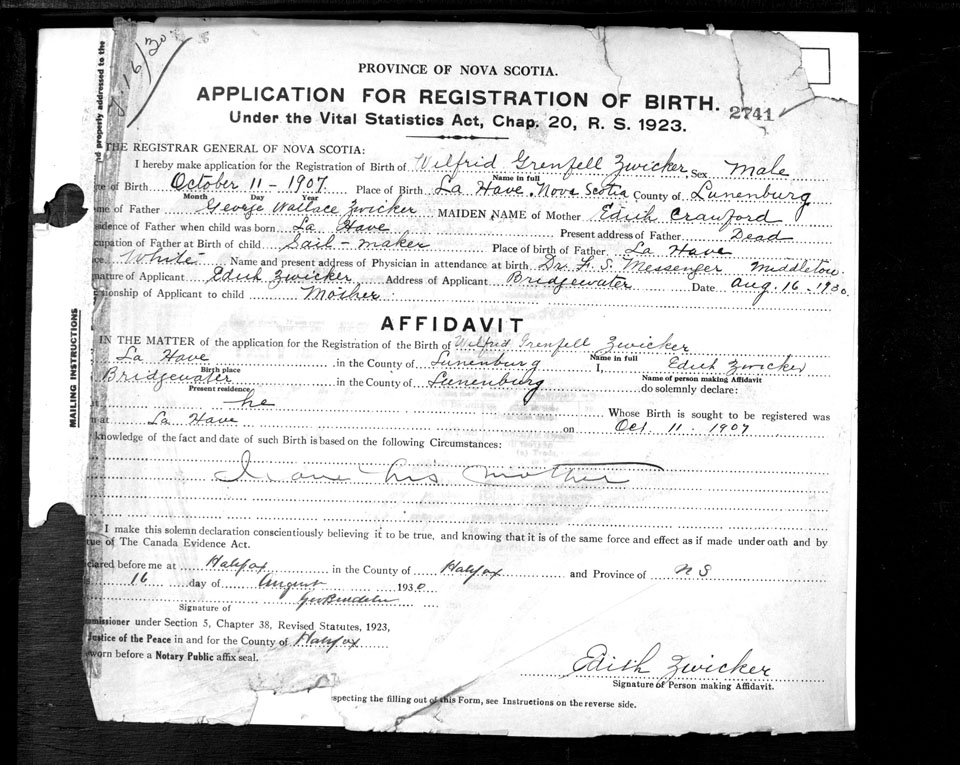 8/16/30
PROVINCE OF NOVA SCOTIA.
APPLICATION FOR REGISTRATION OF BIRTH. 2741
Under the Vital Statistics Act, Chap. 20, R. S. 1923.
THE REGISTRAR GENERAL OF NOVA SCOTIA:
I hereby make application for the Registration of Birth of Wilfrid Grenfell Zwicker Sex Male
Name in full
of Birth October 11 - 1907 Place of Birth La Have, Nova Scotia County of Lunenburg
Month Day Year
me of Father George Wallace Zwicker MAIDEN NAME of Mother Edith Crawford
idence of Father when child was born La Have Present address of Father Dead
cupation of Father at Birth of child Sail-maker Place of birth of Father La Have
White Name and present address of Physician in attendance at birth Dr. F. S. Messenger Middleton
nature of Applicant Edith Zwicker Address of Applicant Bridgewater Date Aug. 16. 1930.
tionship of Applicant to child Mother
AFFIDAVIT
IN THE MATTER of the application for the Registration of the Birth of Wilfrid Grenfell Zwicker
Name in full
La Have in the County of Lunenburg I, Edith Zwicker
Birth place Name of person making Affidavit
Bridgewater in the County of Lunenburg do solemnly declare:
Present residence
he Whose Birth is sought to be registered was
at La Have on Oct. 11. 1907
knowledge of the fact and date of such Birth is based on the following Circumstances:
I am his mother
I make this solemn declaration conscientiously believing it to be true, and knowing that it is of the same force and effect as if made under oath and by
tue of The Canada Evidence Act.
clared before me at Halifax in the County of Halifax and Province of N S
16 day of August 1930
Signature of
mmissioner under Section 5, Chapter 38, Revised Statutes, 1923,
Justice of the Peace in and for the County of Halifax
sworn before a Notary Public affix seal.
Edith Zwicker
Signature of Person making Affidavit.
specting the filling out of this Form, see Instructions on the reverse side.
MAILING INSTRUCTIONS
nd properly addressed to the